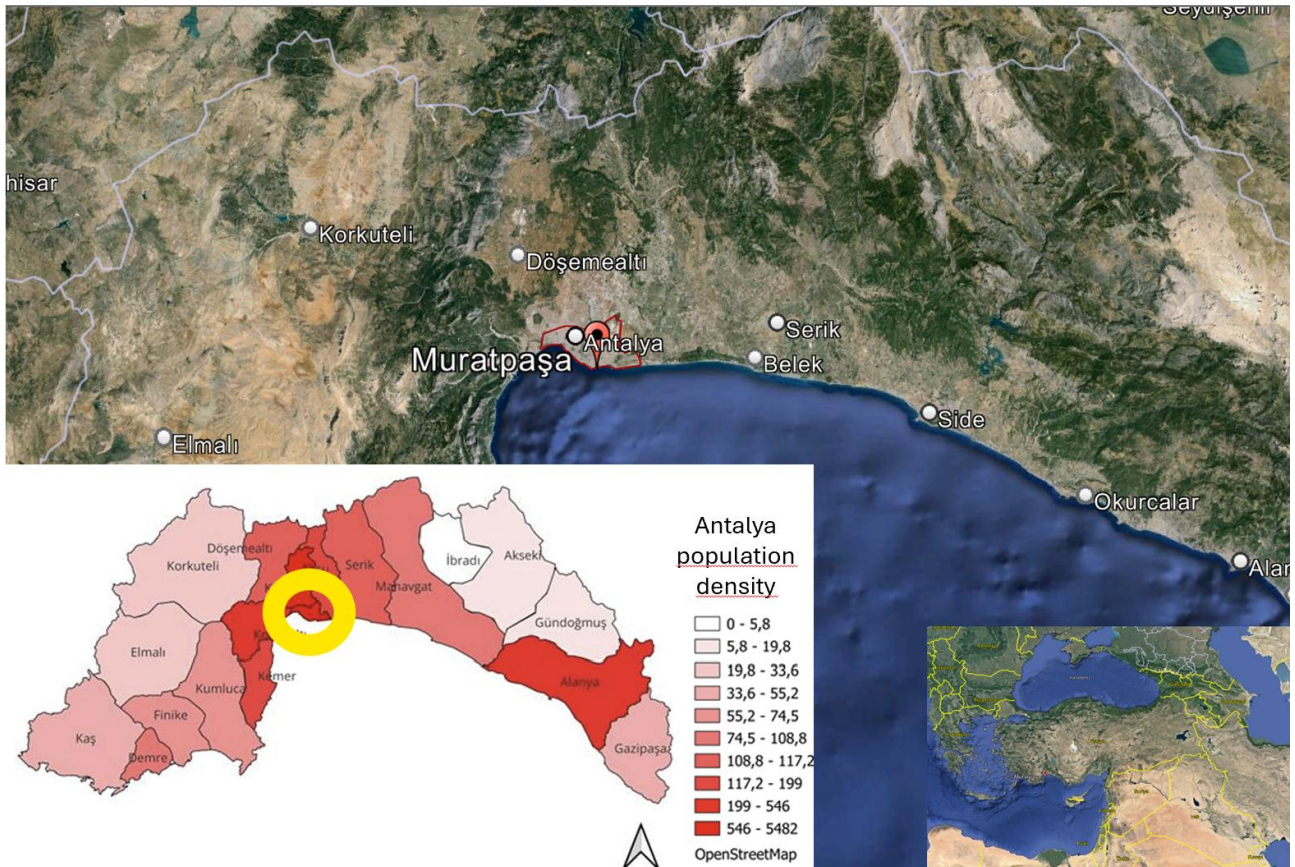 Seydişehir
hisar
Korkuteli
Döşemealtı
Serik
Antalya
Muratpaşa
Belek
Side
Elmalı
Okurcalar
Alan
Antalya
population
density
Döşemealtı
Korkuteli
Serik
Manavgat
İbradı
Akseki
Gündoğmuş
Elmalı
Kemer
Alanya
Kumluca
Finike
Kaş
Demre
Gazipaşa
0 - 5,8
5,8 - 19,8
19,8 - 33,6
33,6 - 55,2
55,2 - 74,5
74,5 - 108,8
108,8 - 117,2
117,2 - 199
199 - 546
546 - 5482
OpenStreetMap